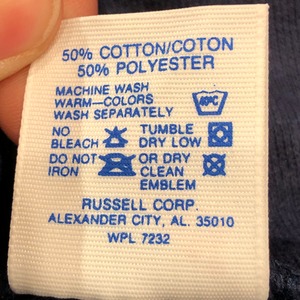 50% COTTON/COTON
50% POLYESTER
MACHINE WASH
WARM—COLORS
WASH SEPARATELY
40°C
NO BLEACH
TUMBLE DRY LOW
DO NOT IRON
OR DRY CLEAN EMBLEM
RUSSELL CORP.
ALEXANDER CITY, AL. 35010
WPL 7232